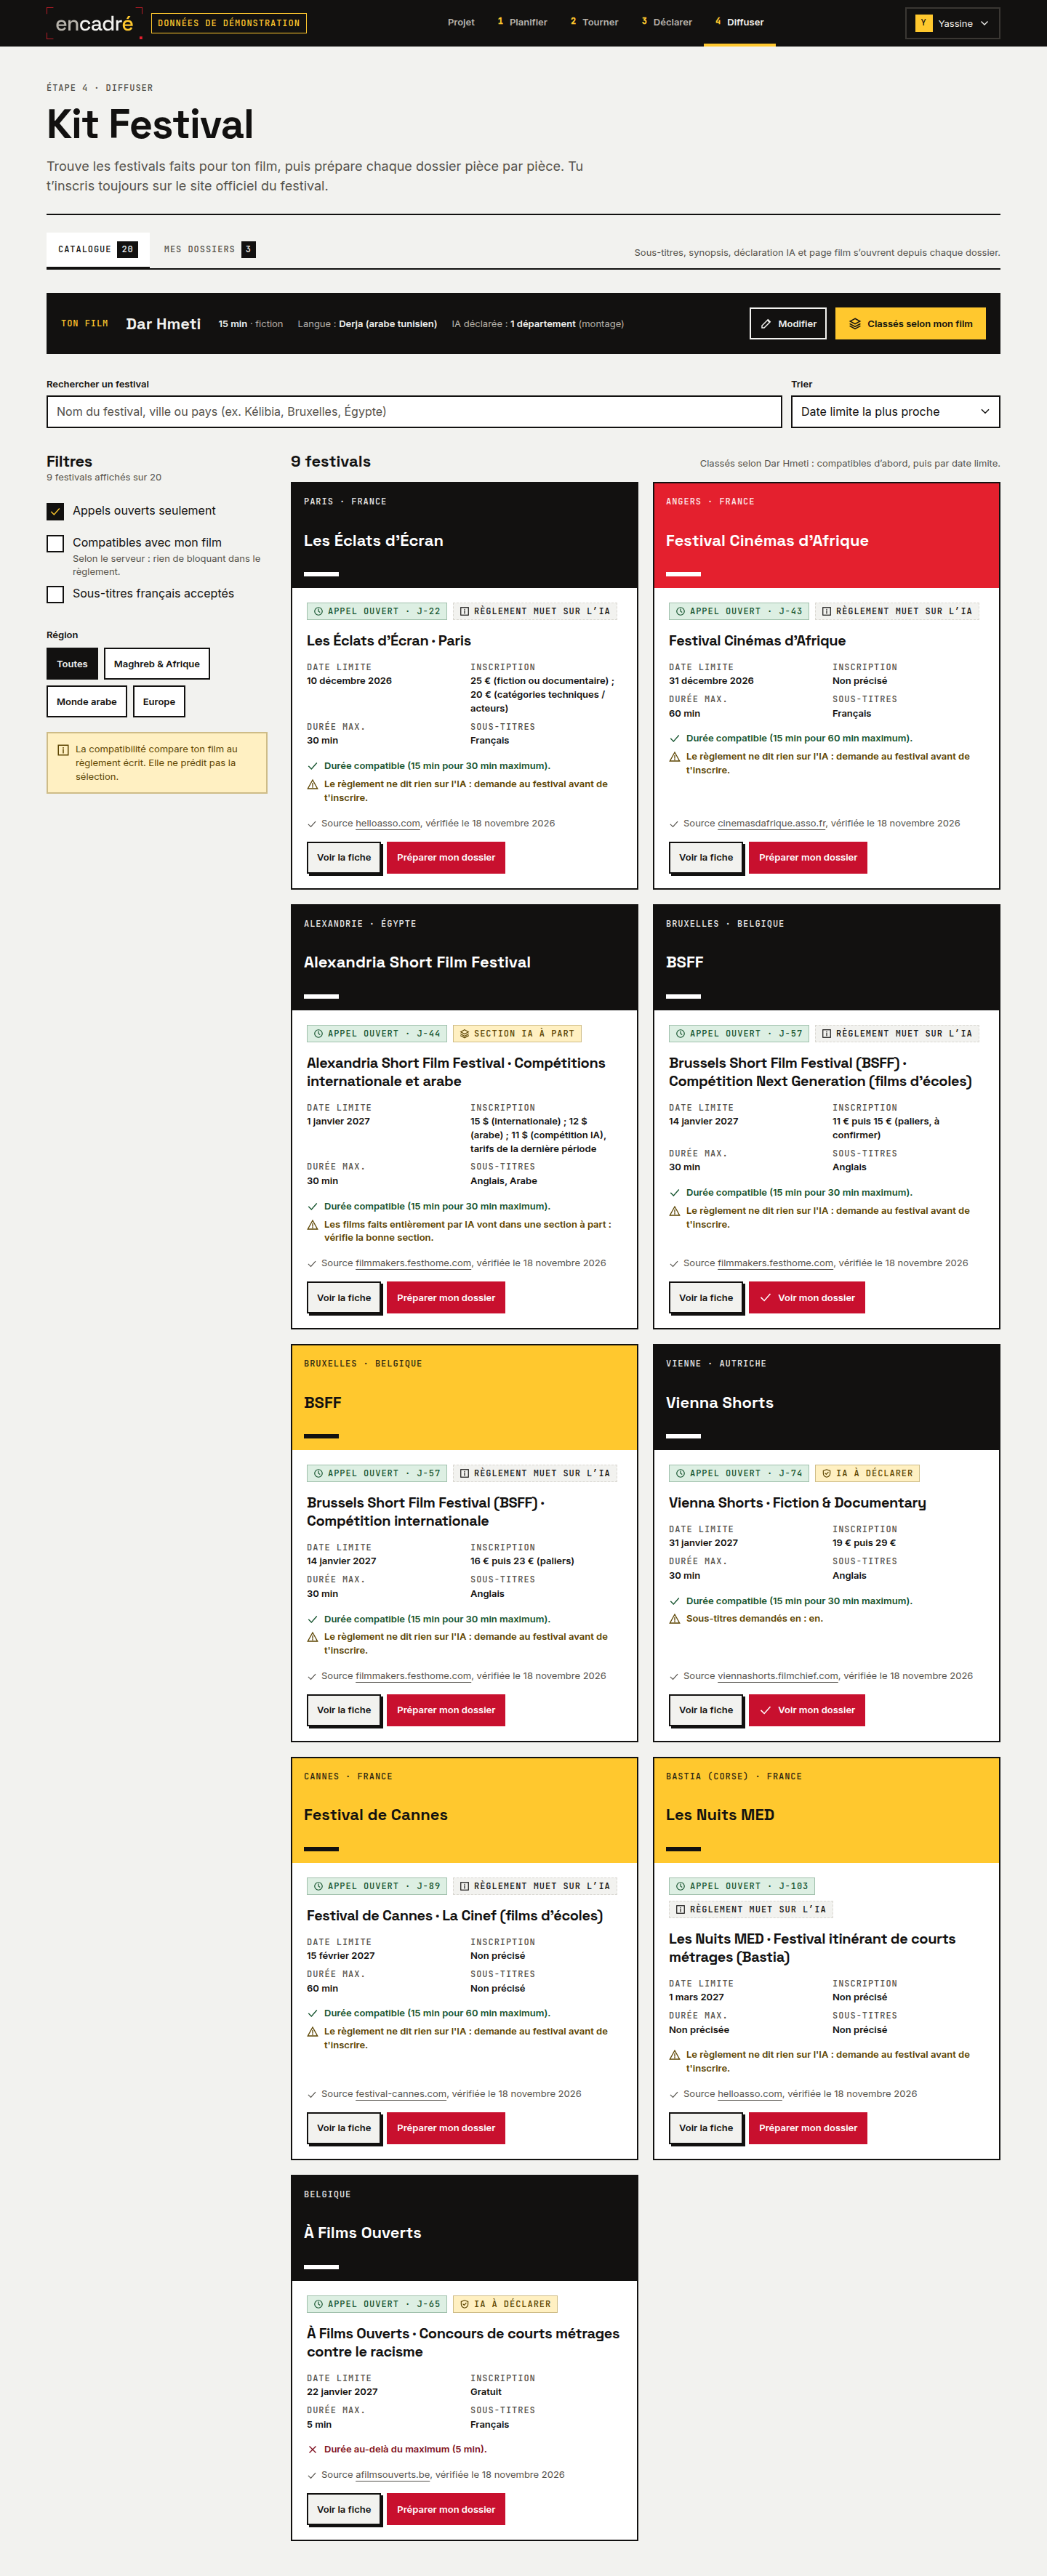 encadré
DONNÉES DE DÉMONSTRATION
Projet
1 Planifier
2 Tourner
3 Déclarer
4 Diffuser
Y Yassine
ÉTAPE 4 · DIFFUSER
Kit Festival
Trouve les festivals faits pour ton film, puis prépare chaque dossier pièce par pièce. Tu
t’inscris toujours sur le site officiel du festival.
CATALOGUE 20
MES DOSSIERS 3
Sous-titres, synopsis, déclaration IA et page film s’ouvrent depuis chaque dossier.
TON FILM
Dar Hmeti
15 min · fiction
Langue : Derja (arabe tunisien)
IA déclarée : 1 département (montage)
Modifier
Classés selon mon film
Rechercher un festival
Nom du festival, ville ou pays (ex. Kélibia, Bruxelles, Égypte)
Trier
Date limite la plus proche
Filtres
9 festivals affichés sur 20
Appels ouverts seulement
Compatibles avec mon film
Selon le serveur : rien de bloquant dans le
règlement.
Sous-titres français acceptés
Région
Toutes
Maghreb & Afrique
Monde arabe
Europe
La compatibilité compare ton film au
règlement écrit. Elle ne prédit pas la
sélection.
9 festivals
Classés selon Dar Hmeti : compatibles d’abord, puis par date limite.
PARIS · FRANCE
Les Éclats d’Écran
APPEL OUVERT · J-22
RÈGLEMENT MUET SUR L’IA
Les Éclats d’Écran · Paris
DATE LIMITE
10 décembre 2026
INSCRIPTION
25 € (fiction ou documentaire) ;
20 € (catégories techniques /
acteurs)
DURÉE MAX.
30 min
SOUS-TITRES
Français
Durée compatible (15 min pour 30 min maximum).
Le règlement ne dit rien sur l'IA : demande au festival avant de
t'inscrire.
Source helloasso.com, vérifiée le 18 novembre 2026
Voir la fiche
Préparer mon dossier
ANGERS · FRANCE
Festival Cinémas d’Afrique
APPEL OUVERT · J-43
RÈGLEMENT MUET SUR L’IA
Festival Cinémas d’Afrique
DATE LIMITE
31 décembre 2026
INSCRIPTION
Non précisé
DURÉE MAX.
60 min
SOUS-TITRES
Français
Durée compatible (15 min pour 60 min maximum).
Le règlement ne dit rien sur l'IA : demande au festival avant de
t'inscrire.
Source cinemasdafrique.asso.fr, vérifiée le 18 novembre 2026
Voir la fiche
Préparer mon dossier
ALEXANDRIE · ÉGYPTE
Alexandria Short Film Festival
APPEL OUVERT · J-44
SECTION IA À PART
Alexandria Short Film Festival · Compétitions
internationale et arabe
DATE LIMITE
1 janvier 2027
INSCRIPTION
15 $ (internationale) ; 12 $
(arabe) ; 11 $ (compétition IA),
tarifs de la dernière période
DURÉE MAX.
30 min
SOUS-TITRES
Anglais, Arabe
Durée compatible (15 min pour 30 min maximum).
Les films faits entièrement par IA vont dans une section à part :
vérifie la bonne section.
Source filmmakers.festhome.com, vérifiée le 18 novembre 2026
Voir la fiche
Préparer mon dossier
BRUXELLES · BELGIQUE
BSFF
APPEL OUVERT · J-57
RÈGLEMENT MUET SUR L’IA
Brussels Short Film Festival (BSFF) ·
Compétition Next Generation (films d’écoles)
DATE LIMITE
14 janvier 2027
INSCRIPTION
11 € puis 15 € (paliers, à
confirmer)
DURÉE MAX.
30 min
SOUS-TITRES
Anglais
Durée compatible (15 min pour 30 min maximum).
Le règlement ne dit rien sur l'IA : demande au festival avant de
t'inscrire.
Source filmmakers.festhome.com, vérifiée le 18 novembre 2026
Voir la fiche
Voir mon dossier
BRUXELLES · BELGIQUE
BSFF
APPEL OUVERT · J-57
RÈGLEMENT MUET SUR L’IA
Brussels Short Film Festival (BSFF) ·
Compétition internationale
DATE LIMITE
14 janvier 2027
INSCRIPTION
16 € puis 23 € (paliers)
DURÉE MAX.
30 min
SOUS-TITRES
Anglais
Durée compatible (15 min pour 30 min maximum).
Le règlement ne dit rien sur l'IA : demande au festival avant de
t'inscrire.
Source filmmakers.festhome.com, vérifiée le 18 novembre 2026
Voir la fiche
Préparer mon dossier
VIENNE · AUTRICHE
Vienna Shorts
APPEL OUVERT · J-74
IA À DÉCLARER
Vienna Shorts · Fiction & Documentary
DATE LIMITE
31 janvier 2027
INSCRIPTION
19 € puis 29 €
DURÉE MAX.
30 min
SOUS-TITRES
Anglais
Durée compatible (15 min pour 30 min maximum).
Sous-titres demandés en : en.
Source viennashorts.filmchief.com, vérifiée le 18 novembre 2026
Voir la fiche
Voir mon dossier
CANNES · FRANCE
Festival de Cannes
APPEL OUVERT · J-89
RÈGLEMENT MUET SUR L’IA
Festival de Cannes · La Cinef (films d’écoles)
DATE LIMITE
15 février 2027
INSCRIPTION
Non précisé
DURÉE MAX.
60 min
SOUS-TITRES
Non précisé
Durée compatible (15 min pour 60 min maximum).
Le règlement ne dit rien sur l'IA : demande au festival avant de
t'inscrire.
Source festival-cannes.com, vérifiée le 18 novembre 2026
Voir la fiche
Préparer mon dossier
BASTIA (CORSE) · FRANCE
Les Nuits MED
APPEL OUVERT · J-103
RÈGLEMENT MUET SUR L’IA
Les Nuits MED · Festival itinérant de courts
métrages (Bastia)
DATE LIMITE
1 mars 2027
INSCRIPTION
Non précisé
DURÉE MAX.
Non précisée
SOUS-TITRES
Non précisé
Le règlement ne dit rien sur l'IA : demande au festival avant de
t'inscrire.
Source helloasso.com, vérifiée le 18 novembre 2026
Voir la fiche
Préparer mon dossier
BELGIQUE
À Films Ouverts
APPEL OUVERT · J-65
IA À DÉCLARER
À Films Ouverts · Concours de courts métrages
contre le racisme
DATE LIMITE
22 janvier 2027
INSCRIPTION
Gratuit
DURÉE MAX.
5 min
SOUS-TITRES
Français
Durée au-delà du maximum (5 min).
Source afilmsouverts.be, vérifiée le 18 novembre 2026
Voir la fiche
Préparer mon dossier